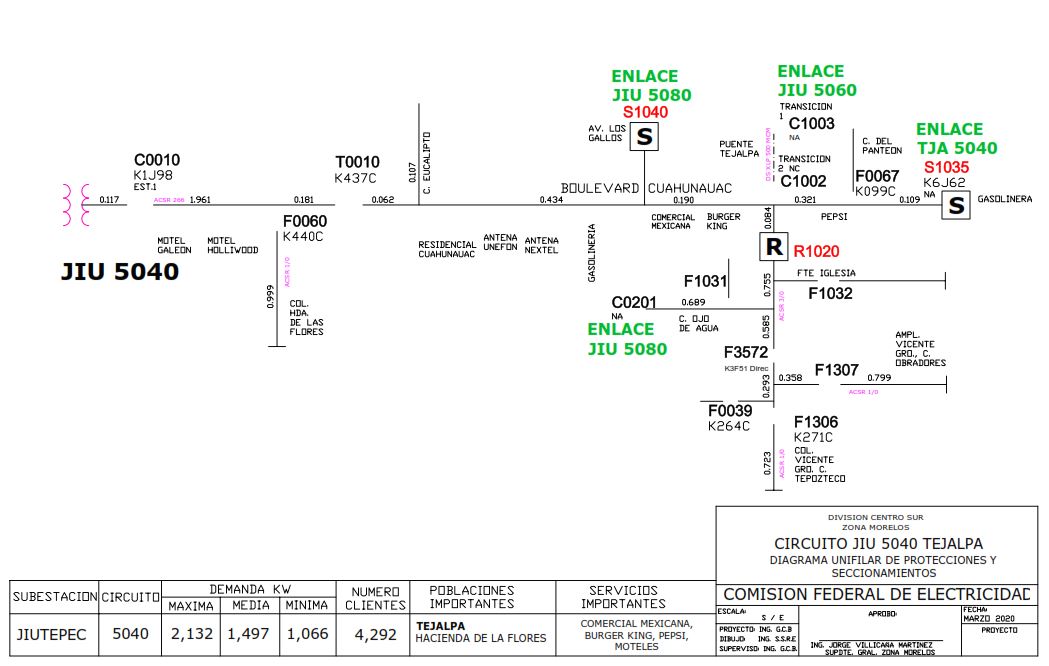 ENLACE
JIU 5080
S1040
AV. LOS
GALLOS
S
ENLACE
JIU 5060
TRANSICION
1
C1003
NA
PUENTE
TEJALPA
TRANSICION
2 NC
C1002
C. DEL
PANTEON
F0067
K099C
ENLACE
TJA 5040
S1035
K6J62
NA
S
GASOLINERA
C0010
K1J98
EST.1
T0010
K437C
0.107
C. EUCALIPTO
BOULEVARD CUAHUNAUAC
0.117
ACSR 266
1.961
0.181
0.062
0.434
0.190
0.321
0.109
F0060
K440C
MOTEL
GALEON
MOTEL
HOLLIWOOD
JIU 5040
ACSR 1/0
0.999
COL.
HDA.
DE LAS
FLORES
RESIDENCIAL
CUAHUNAUAC
ANTENA
UNEFON
ANTENA
NEXTEL
GASOLINERIA
COMERCIAL
MEXICANA
BURGER
KING
0.084
PEPSI
R
R1020
F1031
0.755
FTE IGLESIA
F1032
ACSR 3/0
C0201
NA
0.689
C. OJO
DE AGUA
ENLACE
JIU 5080
0.585
F3572
K3F51 Direc
0.293
0.358
F1307
0.799
ACSR 1/0
AMPL.
VICENTE
GRO., C.
OBRADORES
F0039
K264C
F1306
K271C
COL.
VICENTE
GRO. C.
TEPOZTECO
0.723
ACSR 1/0
DIVISION CENTRO SUR
ZONA MORELOS
CIRCUITO JIU 5040 TEJALPA
DIAGRAMA UNIFILAR DE PROTECCIONES Y
SECCIONAMIENTOS
COMISION FEDERAL DE ELECTRICIDAD
ESCALA:
S / E
PROYECTO: ING. G.C.B
DIBUJO: ING. S.S.R.E
SUPERVISO: ING. G.C.B.
APROBO:
ING. JORGE VILLICAÑA MARTINEZ
SUPDTE. GRAL. ZONA MORELOS
FECHA:
MARZO 2020
PROYECTO
SUBESTACION CIRCUITO DEMANDA KW NUMERO CLIENTES POBLACIONES IMPORTANTES SERVICIOS IMPORTANTES
MAXIMA MEDIA MINIMA
JIUTEPEC 5040 2,132 1,497 1,066 4,292
TEJALPA
HACIENDA DE LA FLORES
COMERCIAL MEXICANA,
BURGER KING, PEPSI,
MOTELES